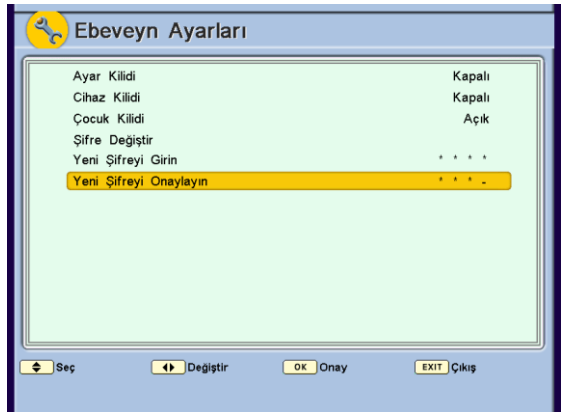 Ebeveyn Ayarları
Ayar Kilidi Kapalı
Cihaz Kilidi Kapalı
Çocuk Kilidi Açık
Şifre Değiştir
Yeni Şifreyi Girin * * * *
Yeni Şifreyi Onaylayın * * * -
Seç Değiştir OK Onay EXIT Çıkış